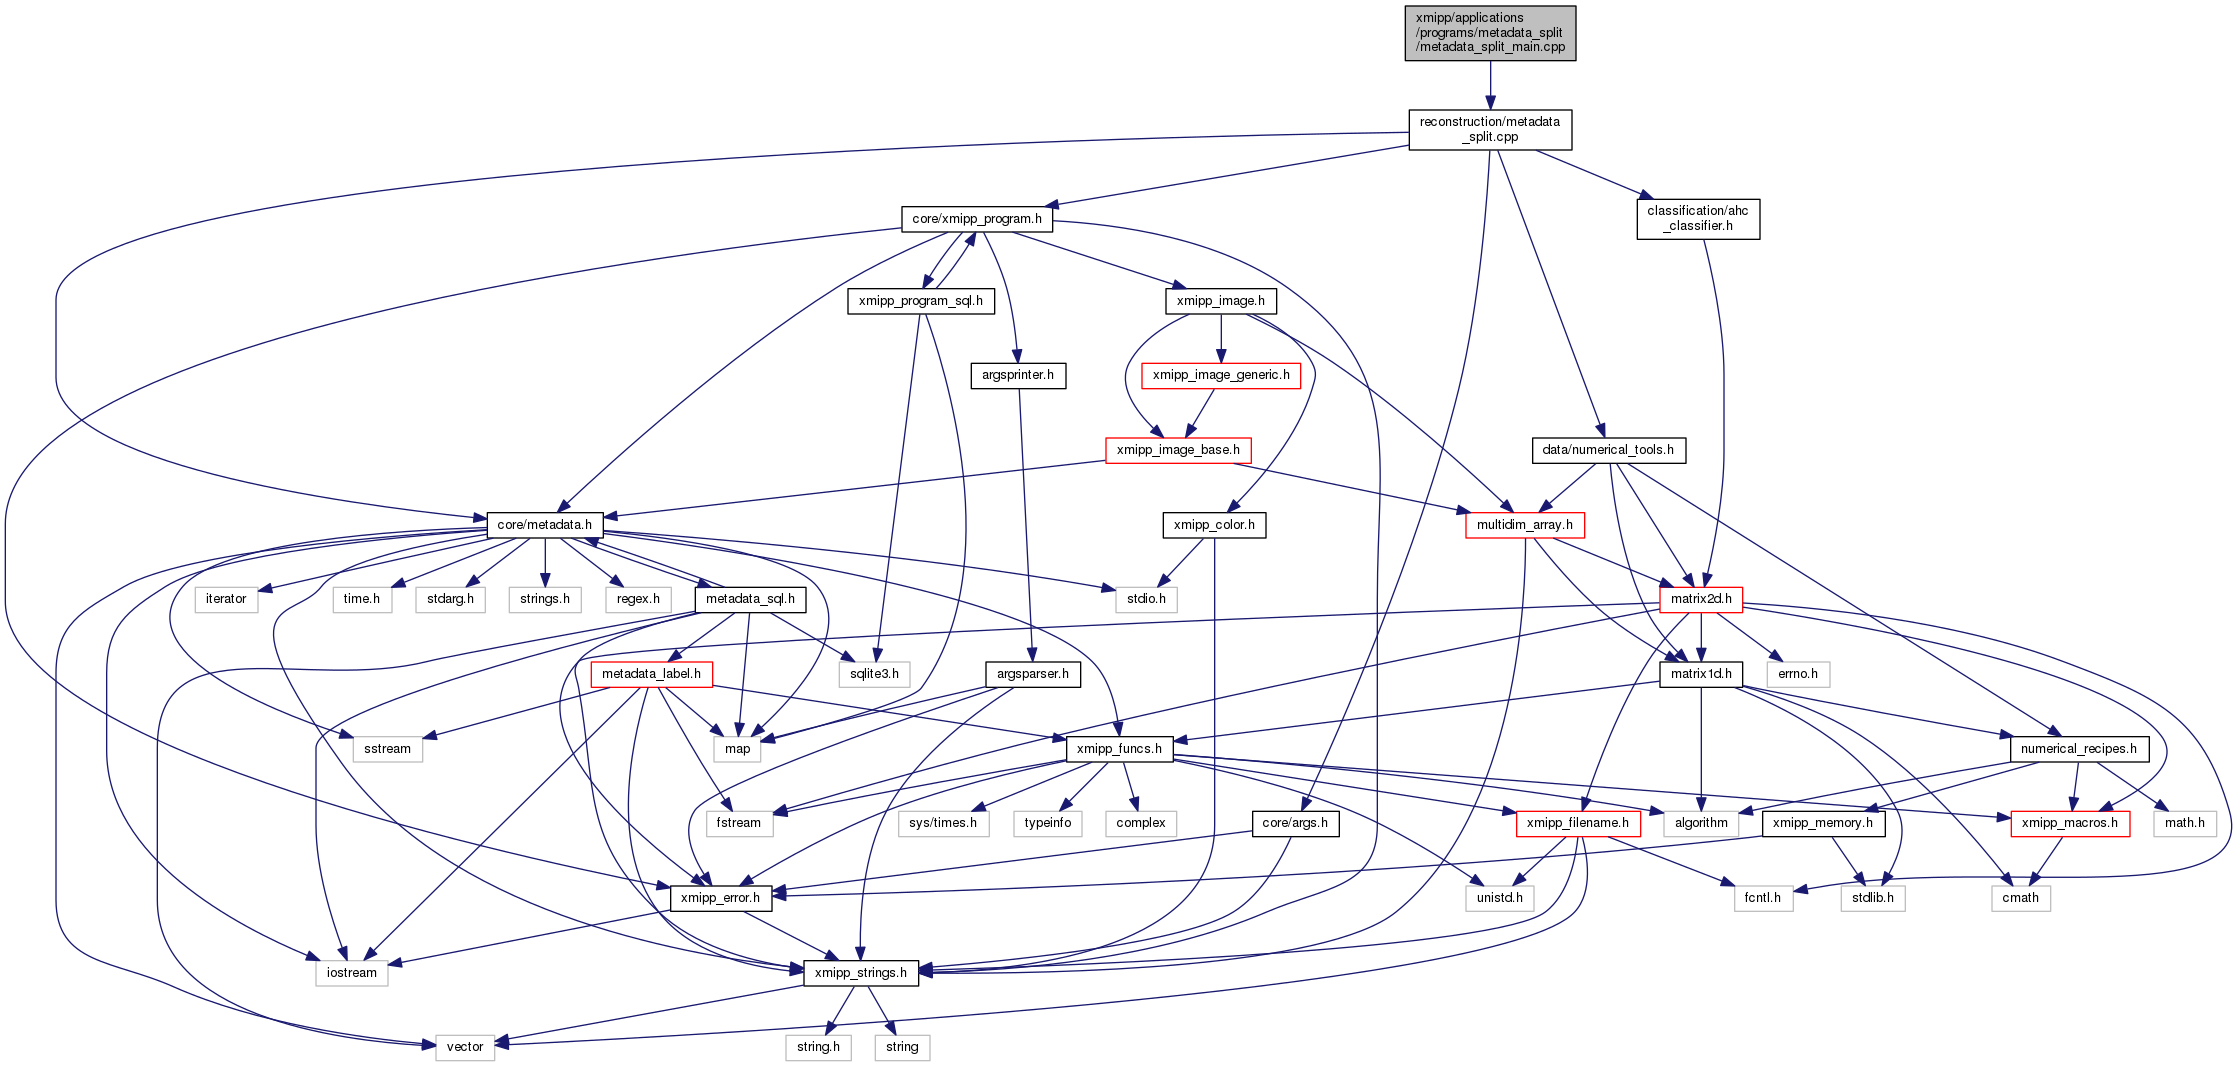 xmipp/applications
/programs/metadata_split
/metadata_split_main.cpp
reconstruction/metadata
_split.cpp
core/xmipp_program.h
classification/ahc
_classifier.h
xmipp_program_sql.h
xmipp_image.h
argsprinter.h
xmipp_image_generic.h
xmipp_image_base.h
data/numerical_tools.h
core/metadata.h
xmipp_color.h
multidim_array.h
iterator
time.h
stdarg.h
strings.h
regex.h
metadata_sql.h
stdio.h
matrix2d.h
metadata_label.h
sqlite3.h
argsparser.h
matrix1d.h
errno.h
sstream
map
xmipp_funcs.h
numerical_recipes.h
fstream
sys/times.h
typeinfo
complex
core/args.h
xmipp_filename.h
algorithm
xmipp_memory.h
xmipp_macros.h
math.h
xmipp_error.h
unistd.h
fcntl.h
stdlib.h
cmath
iostream
xmipp_strings.h
vector
string.h
string